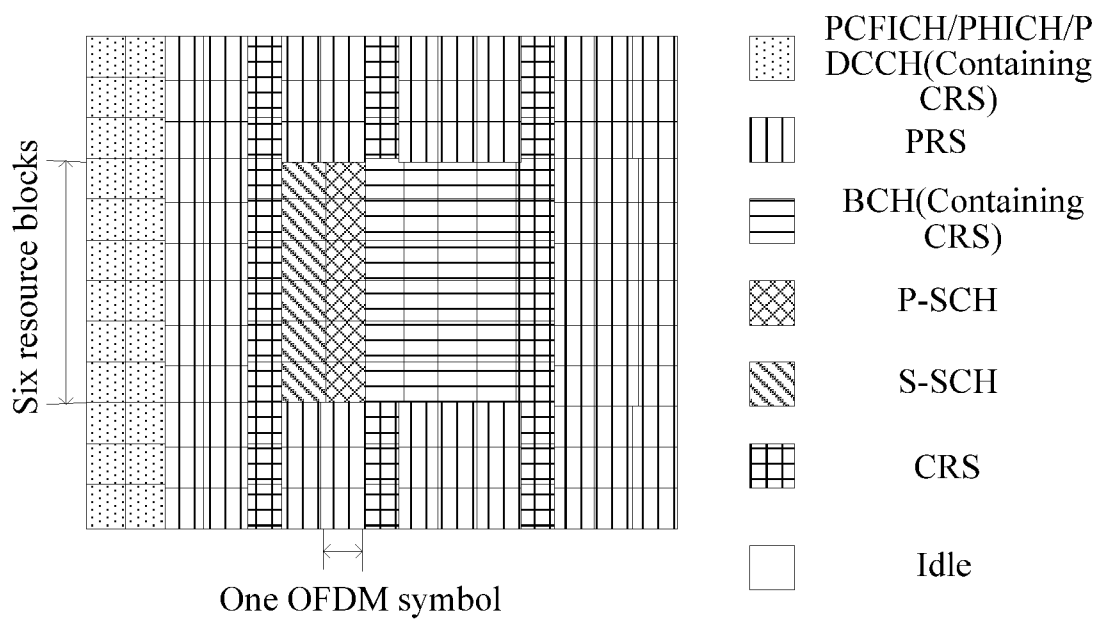 Six resource blocks
One OFDM symbol
PCFICH/PHICH/P
DCCH(Containing
CRS)
PRS
BCH(Containing
CRS)
P-SCH
S-SCH
CRS
Idle